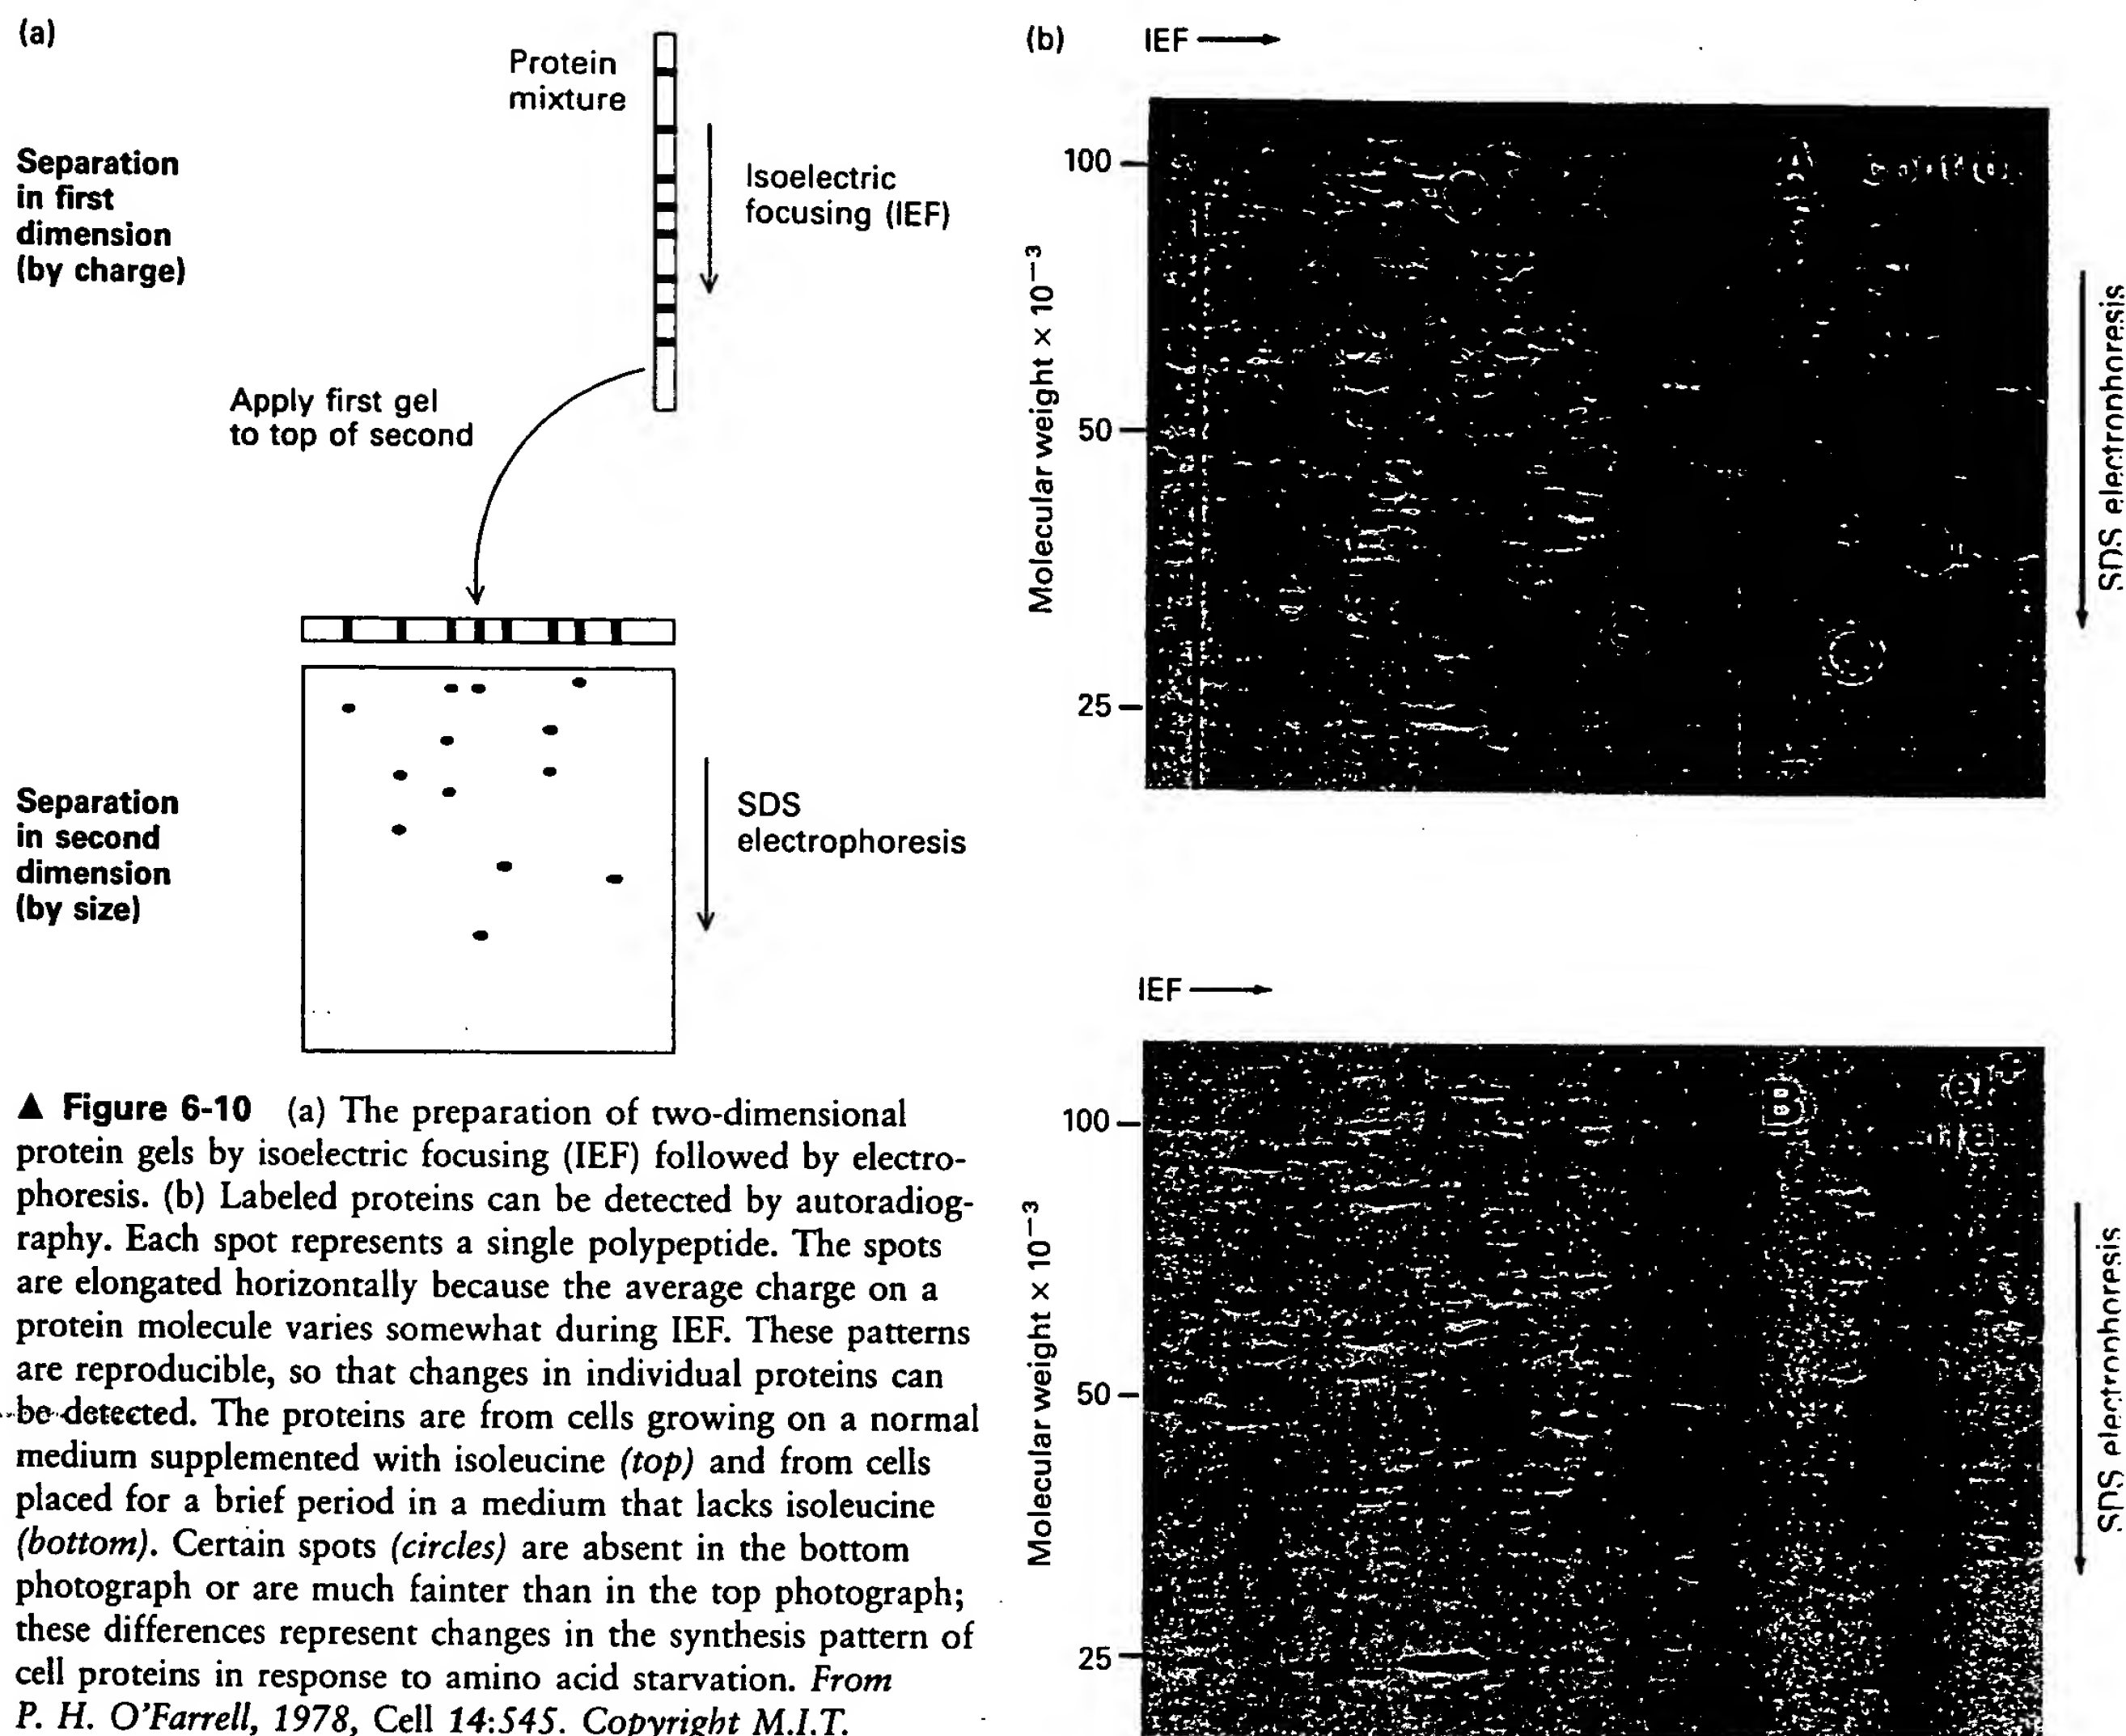 (a)
Protein
mixture
Separation
in first
dimension
(by charge)
Isoelectric
focusing (IEF)
Apply first gel
to top of second
Separation
in second
dimension
(by size)
SDS
electrophoresis
▲ Figure 6-10 (a) The preparation of two-dimensional
protein gels by isoelectric focusing (IEF) followed by electro-
phoresis. (b) Labeled proteins can be detected by autoradiog-
raphy. Each spot represents a single polypeptide. The spots
are elongated horizontally because the average charge on a
protein molecule varies somewhat during IEF. These patterns
are reproducible, so that changes in individual proteins can
be detected. The proteins are from cells growing on a normal
medium supplemented with isoleucine (top) and from cells
placed for a brief period in a medium that lacks isoleucine
(bottom). Certain spots (circles) are absent in the bottom
photograph or are much fainter than in the top photograph;
these differences represent changes in the synthesis pattern of
cell proteins in response to amino acid starvation. From
P. H. O'Farrell, 1978, Cell 14:545. Copyright M.I.T.
(b)
IEF
Molecular weight × 10⁻³
100
50
25
A
SDS electrophoresis
IEF
Molecular weight × 10⁻³
100
50
25
B
SDS electrophoresis